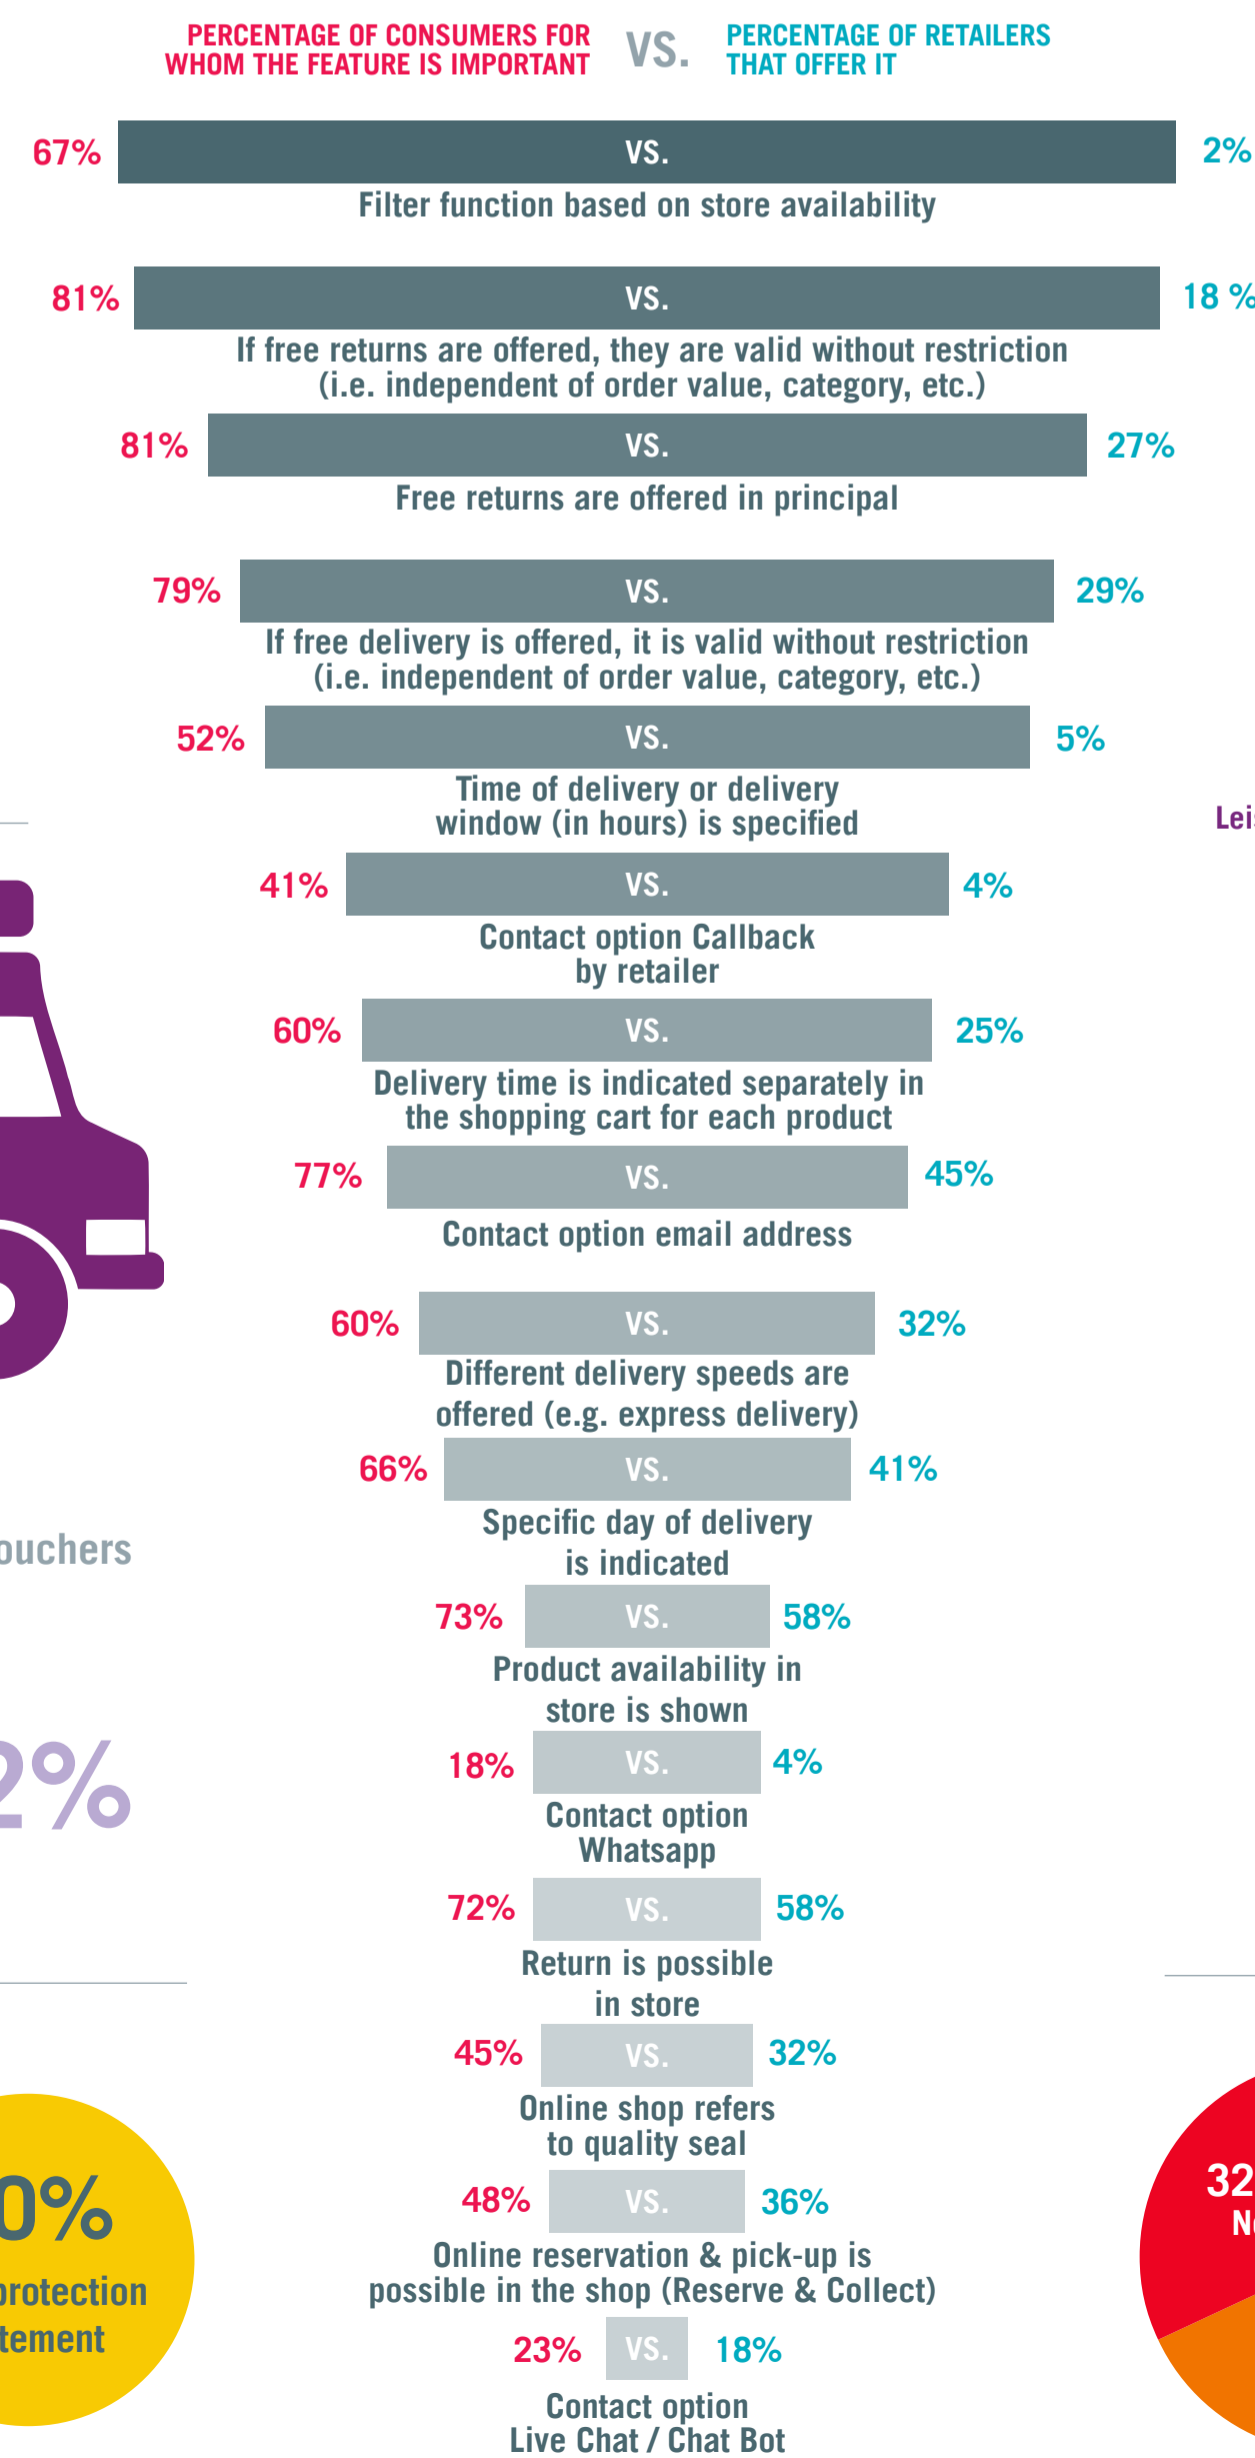 PERCENTAGE OF CONSUMERS FOR
WHOM THE FEATURE IS IMPORTANT
VS.
PERCENTAGE OF RETAILERS
THAT OFFER IT
67% VS. 2%
Filter function based on store availability
81% VS. 18 %
If free returns are offered, they are valid without restriction
(i.e. independent of order value, category, etc.)
81% VS. 27%
Free returns are offered in principal
79% VS. 29%
If free delivery is offered, it is valid without restriction
(i.e. independent of order value, category, etc.)
52% VS. 5%
Time of delivery or delivery
window (in hours) is specified
41% VS. 4%
Contact option Callback
by retailer
60% VS. 25%
Delivery time is indicated separately in
the shopping cart for each product
77% VS. 45%
Contact option email address
60% VS. 32%
Different delivery speeds are
offered (e.g. express delivery)
66% VS. 41%
Specific day of delivery
is indicated
73% VS. 58%
Product availability in
store is shown
18% VS. 4%
Contact option
Whatsapp
72% VS. 58%
Return is possible
in store
45% VS. 32%
Online shop refers
to quality seal
48% VS. 36%
Online reservation & pick-up is
possible in the shop (Reserve & Collect)
23% VS. 18%
Contact option
Live Chat / Chat Bot
ouchers
2%
0%
protection
tement
Lei
32